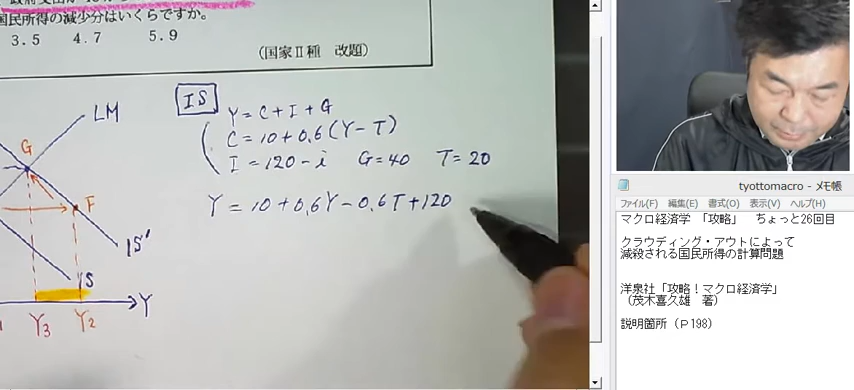 国民所得の減少分はいくらですか。
3.5 4.7 5.9
(国家Ⅱ種 改題)
LM
G
F
IS'
IS
Y
Y3 Y2
IS
Y = C + I + G
C = 10 + 0.6 (Y - T)
I = 120 - i G = 40 T = 20
Y = 10 + 0.6Y - 0.6T + 120
tyottomacro - メモ帳
ファイル(F) 編集(E) 書式(O) 表示(V) ヘルプ(H)
マクロ経済学 「攻略」 ちょっと26回目
クラウディング・アウトによって
減殺される国民所得の計算問題
洋泉社「攻略！マクロ経済学」
(茂木喜久雄 著)
説明箇所(P198)